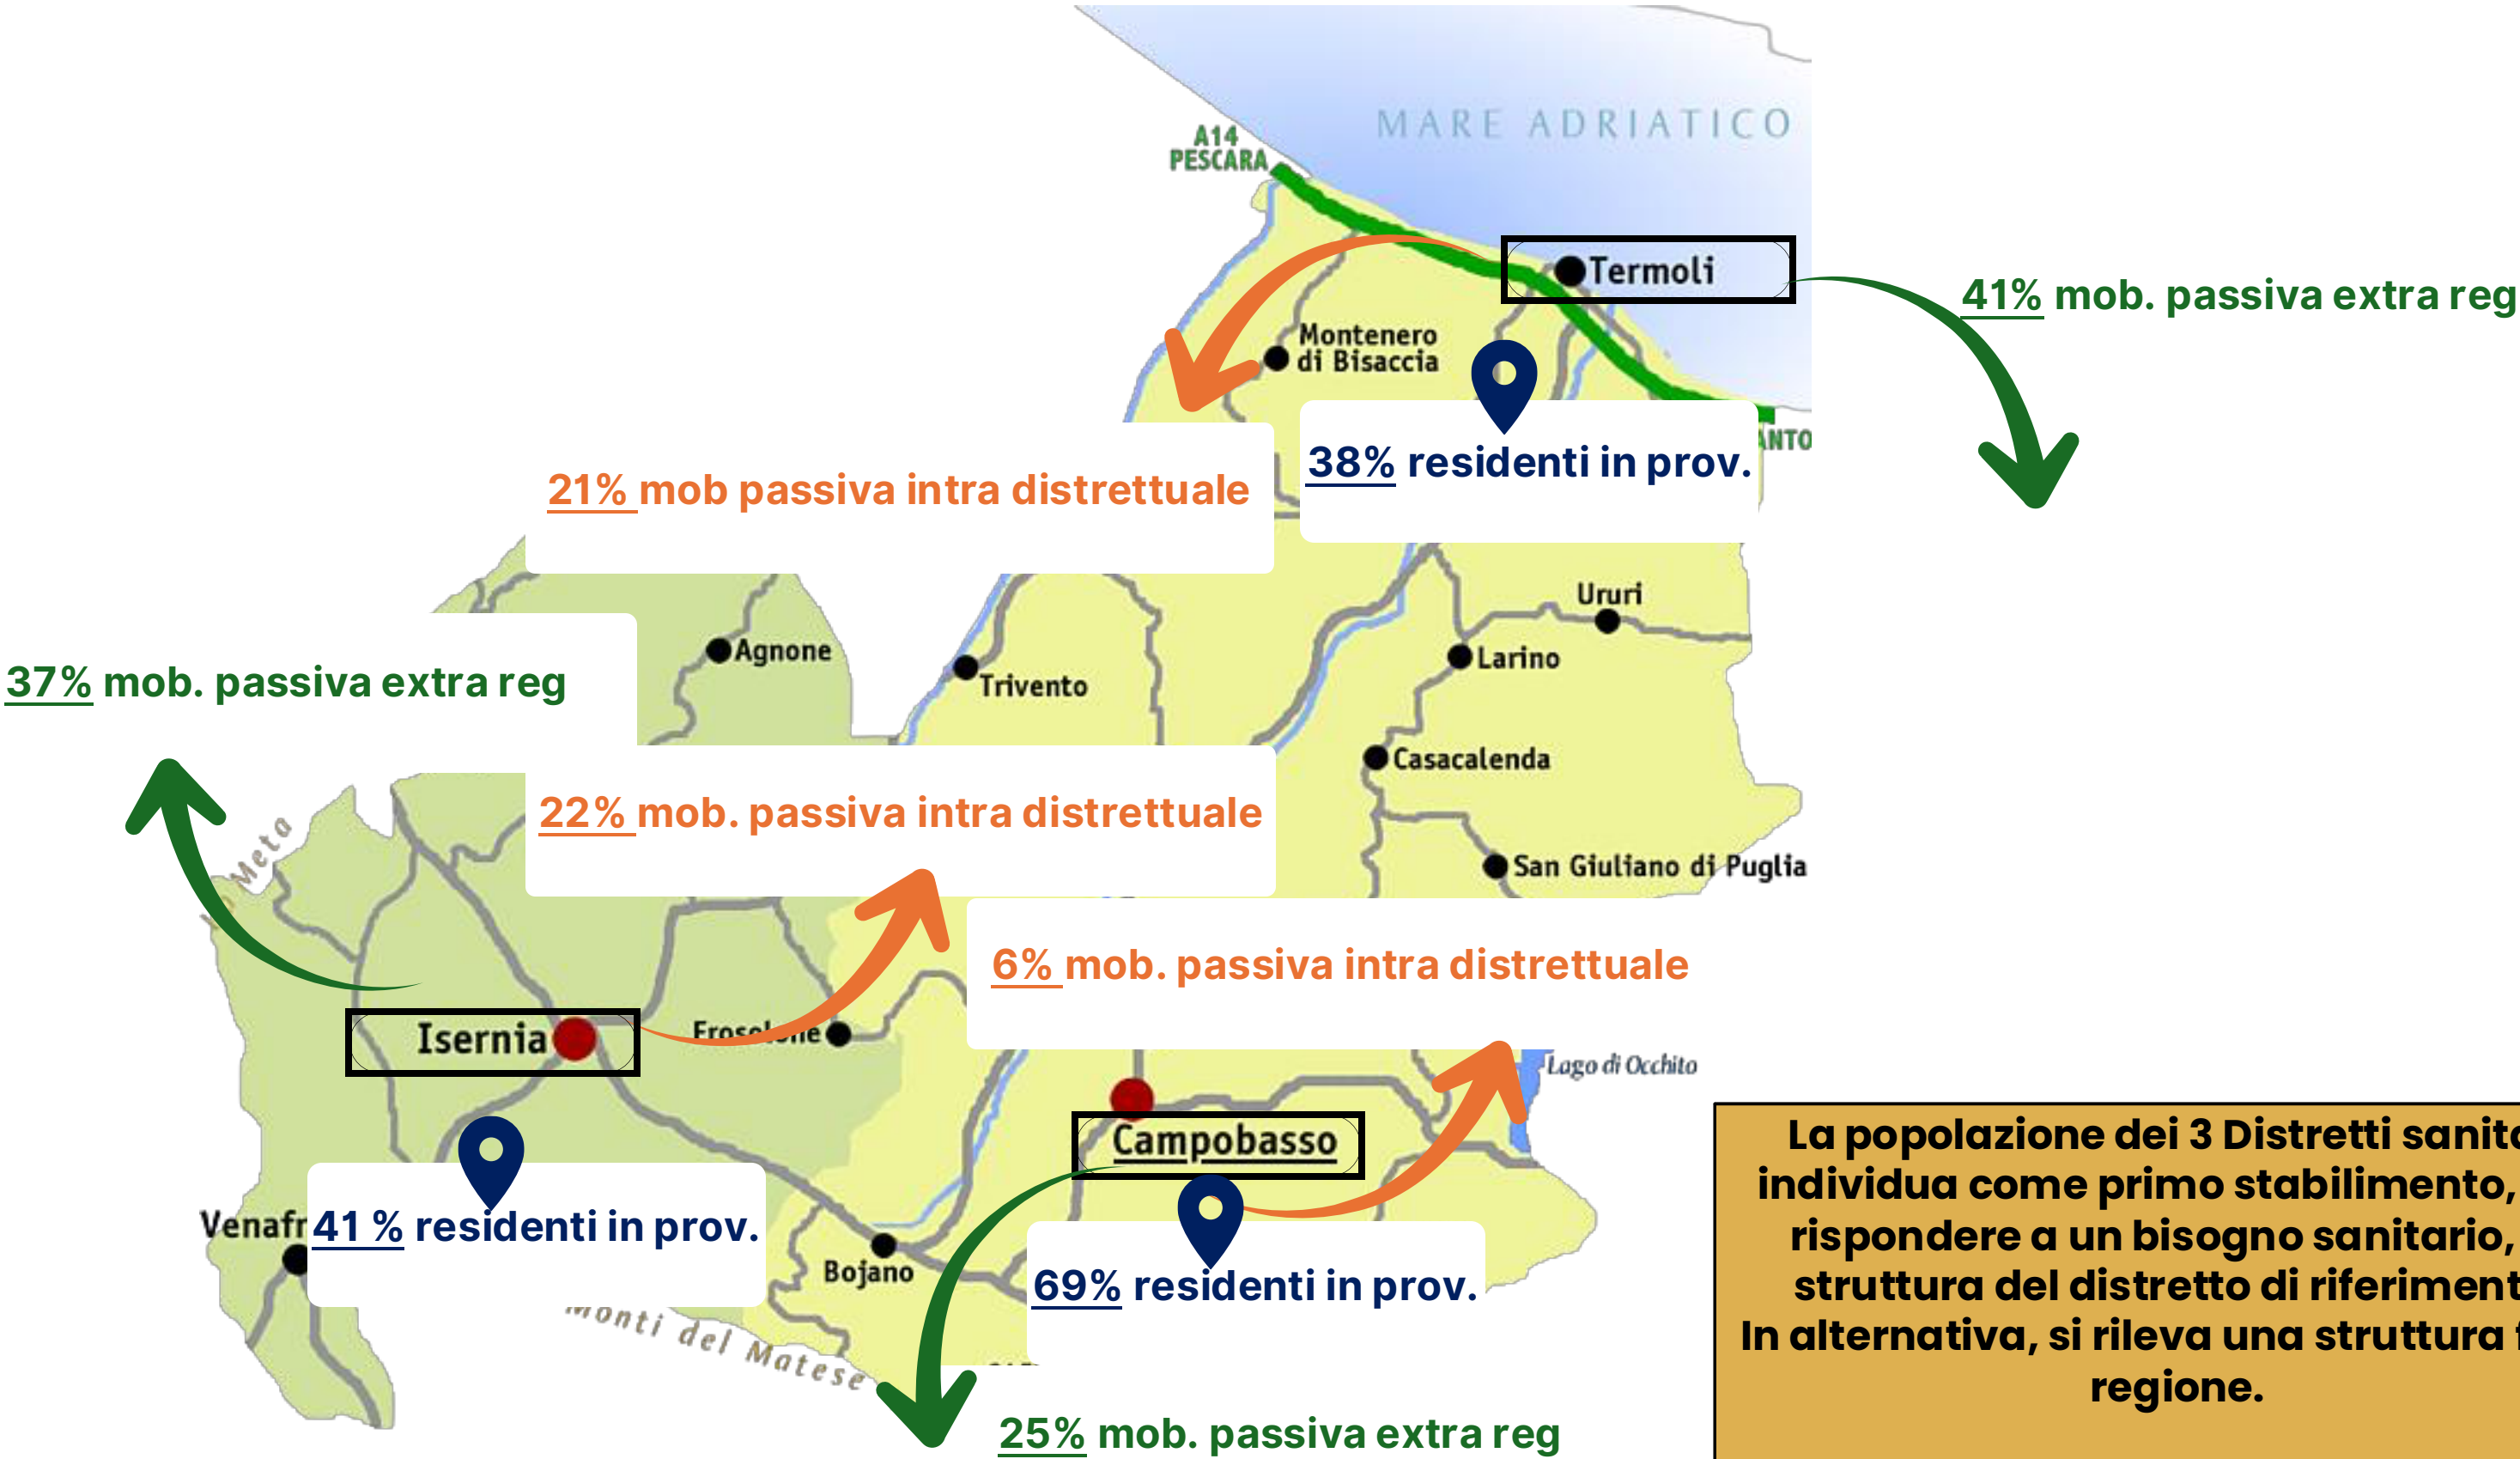 MARE ADRIATICO
A14
PESCARA
Termoli
41% mob. passiva extra reg
Montenero
di Bisaccia
38% residenti in prov.
21% mob passiva intra distrettuale
Ururi
Agnone
Larino
37% mob. passiva extra reg
Trivento
Casacalenda
22% mob. passiva intra distrettuale
Meta
San Giuliano di Puglia
6% mob. passiva intra distrettuale
Isernia
Lago di Occhito
Campobasso
41 % residenti in prov.
Bojano
69% residenti in prov.
Monti del Matese
25% mob. passiva extra reg
La popolazione dei 3 Distretti
individua come primo stabilimento,
rispondere a un bisogno sanitario,
struttura del distretto di
In alternativa, si rileva una struttura
regione.